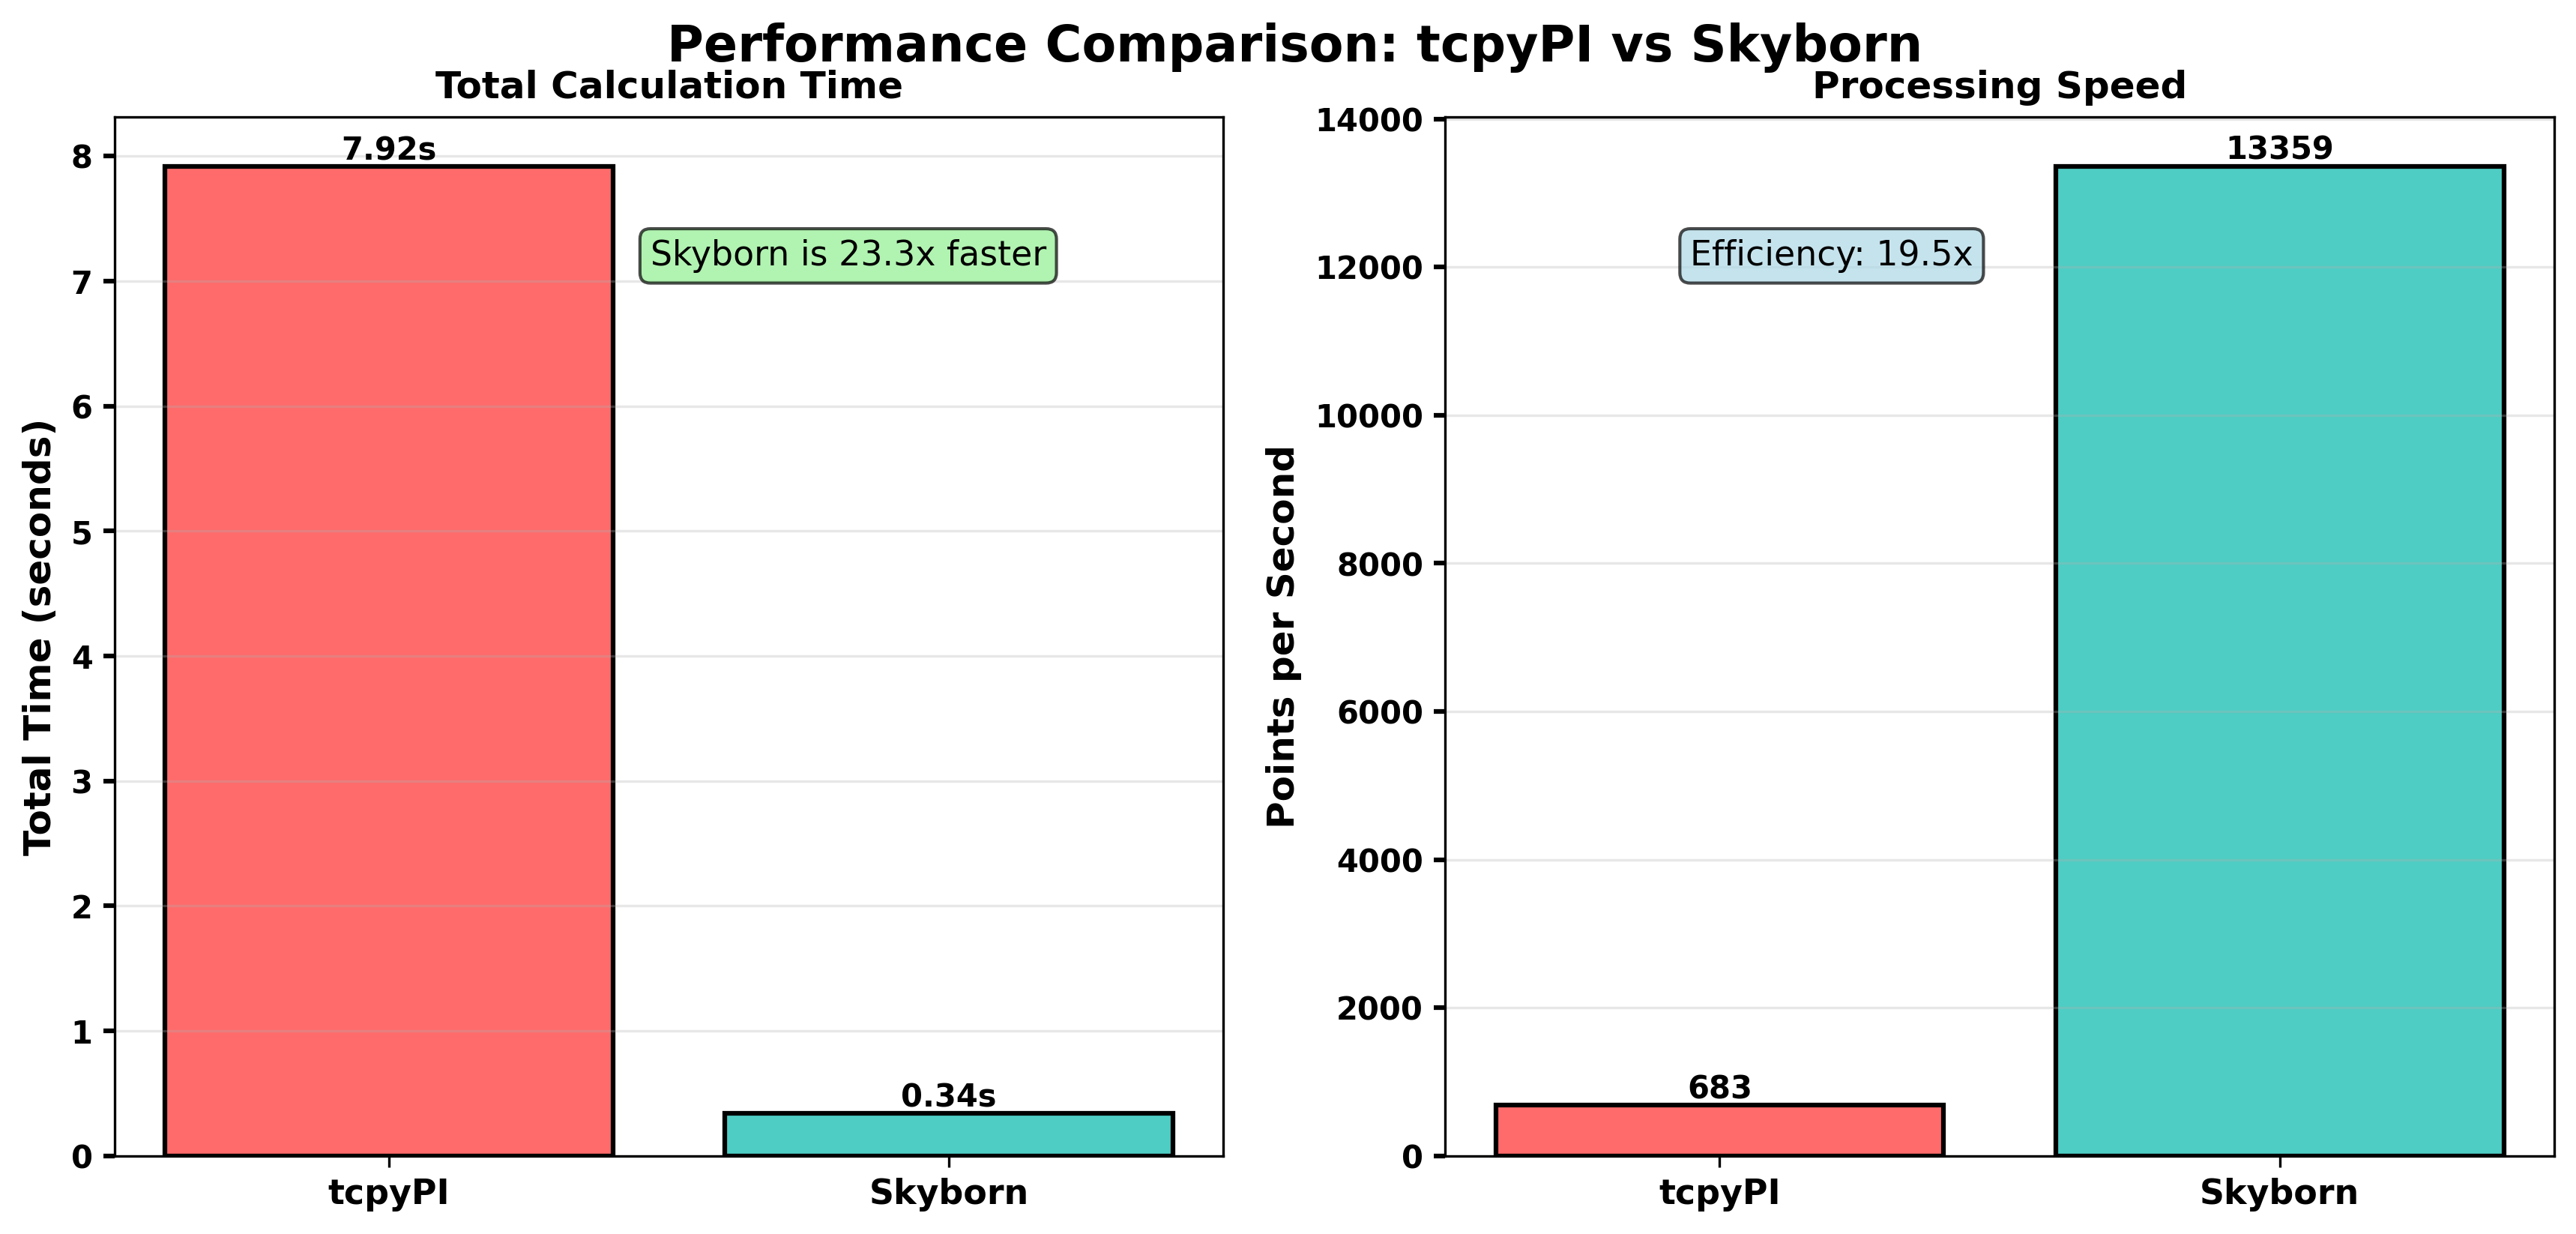 Performance Comparison: tcpyPI vs Skyborn
Total Calculation Time
Total Time (seconds)
8
7
6
5
4
3
2
1
0
7.92s
Skyborn is 23.3x faster
0.34s
tcpyPI
Skyborn
Processing Speed
Points per Second
14000
12000
10000
8000
6000
4000
2000
0
13359
Efficiency: 19.5x
683
tcpyPI
Skyborn